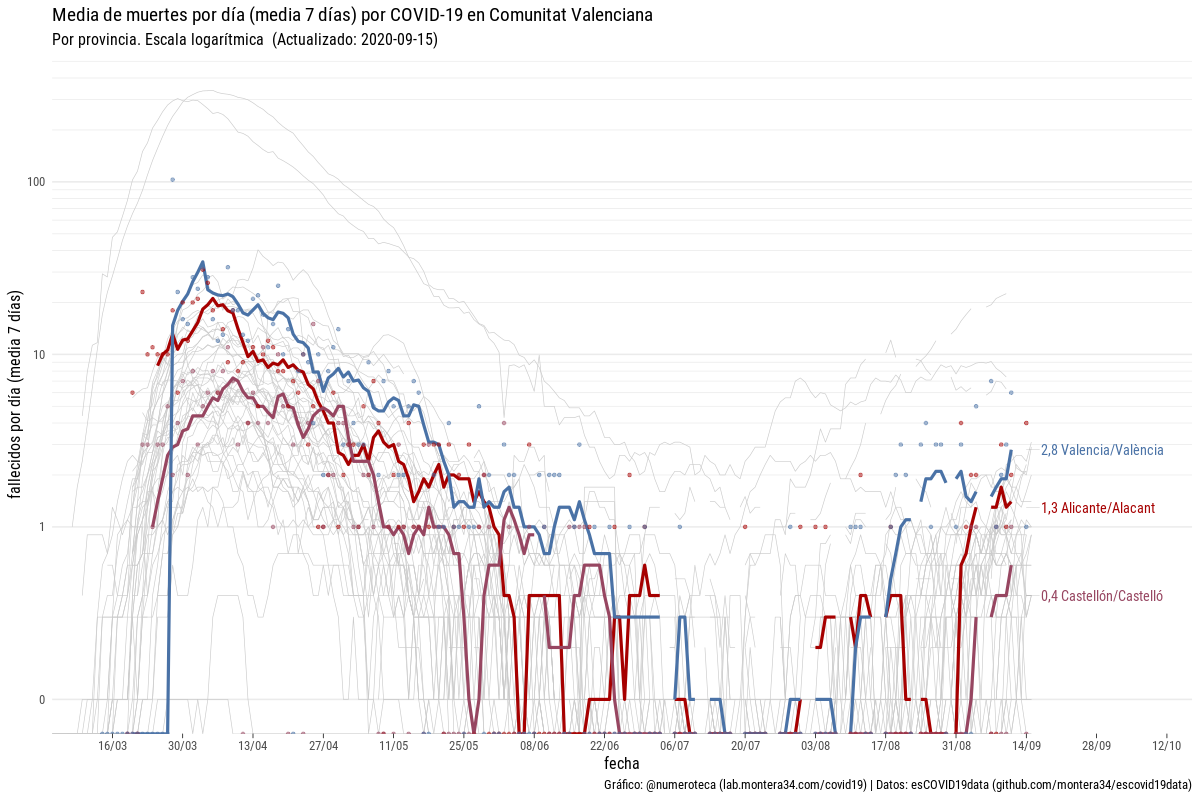 Media de muertes por día (media 7 días) por COVID-19 en Comunitat Valenciana
Por provincia. Escala logarítmica (Actualizado: 2020-09-15)
fallecidos por día (media 7 días)
100
10
1
0
2,8 Valencia/València
1,3 Alicante/Alacant
0,4 Castellón/Castelló
16/03 30/03 13/04 27/04 11/05 25/05 08/06 22/06 06/07 20/07 03/08 17/08 31/08 14/09 28/09 12/10
fecha
Gráfico: @numeroteca (lab.montera34.com/covid19) | Datos: esCOVID19data (github.com/montera34/escovid19data)